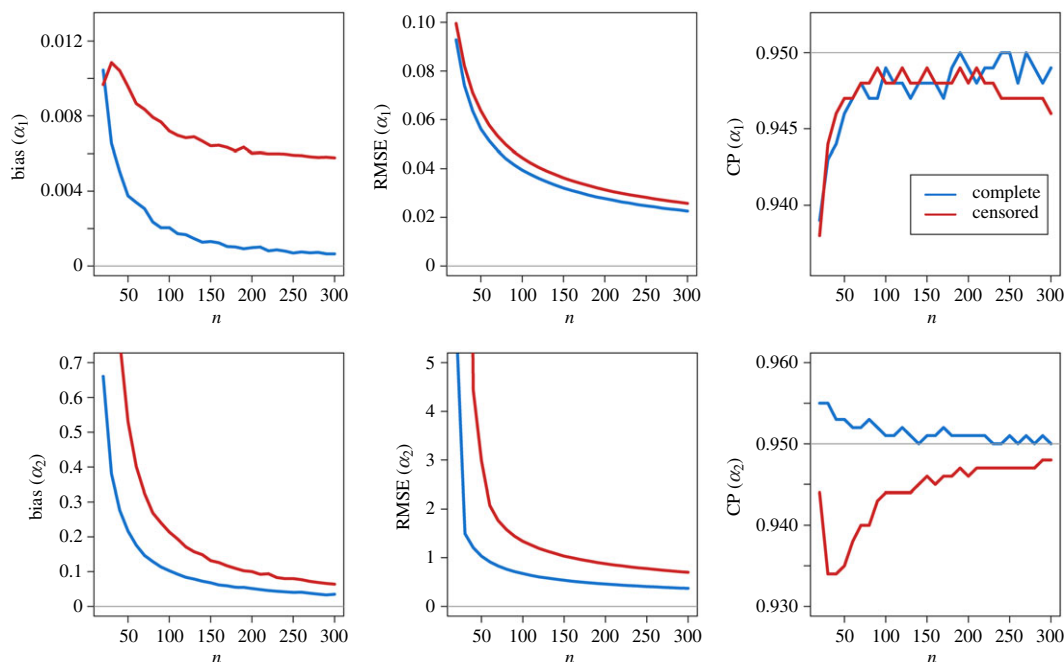 bias (α1)
0.012
0.008
0.004
0
50 100 150 200 250 300
n
RMSE (α1)
0.10
0.08
0.06
0.04
0.02
0
50 100 150 200 250 300
n
CP (α1)
0.950
0.945
0.940
complete
censored
50 100 150 200 250 300
n
bias (α2)
0.7
0.6
0.5
0.4
0.3
0.2
0.1
0
50 100 150 200 250 300
n
RMSE (α2)
5
4
3
2
1
0
50 100 150 200 250 300
n
CP (α2)
0.960
0.950
0.940
0.930
50 100 150 200 250 300
n